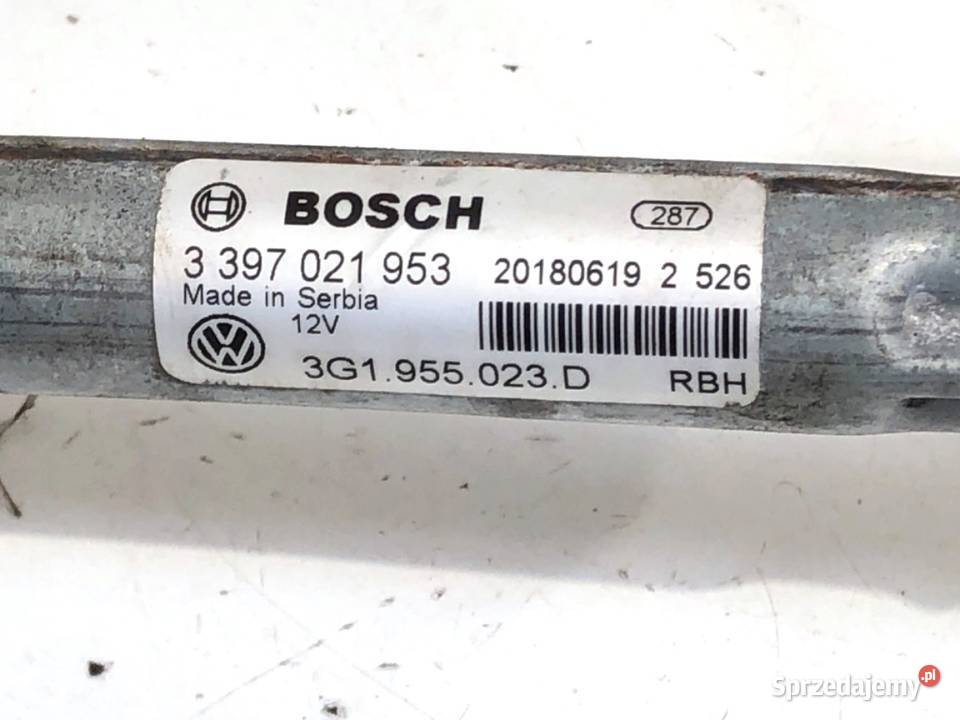 BOSCH 287
3 397 021 953 20180619 2 526
Made in Serbia
12V
3G1.955.023.D RBH
Sprzedajemy.pl